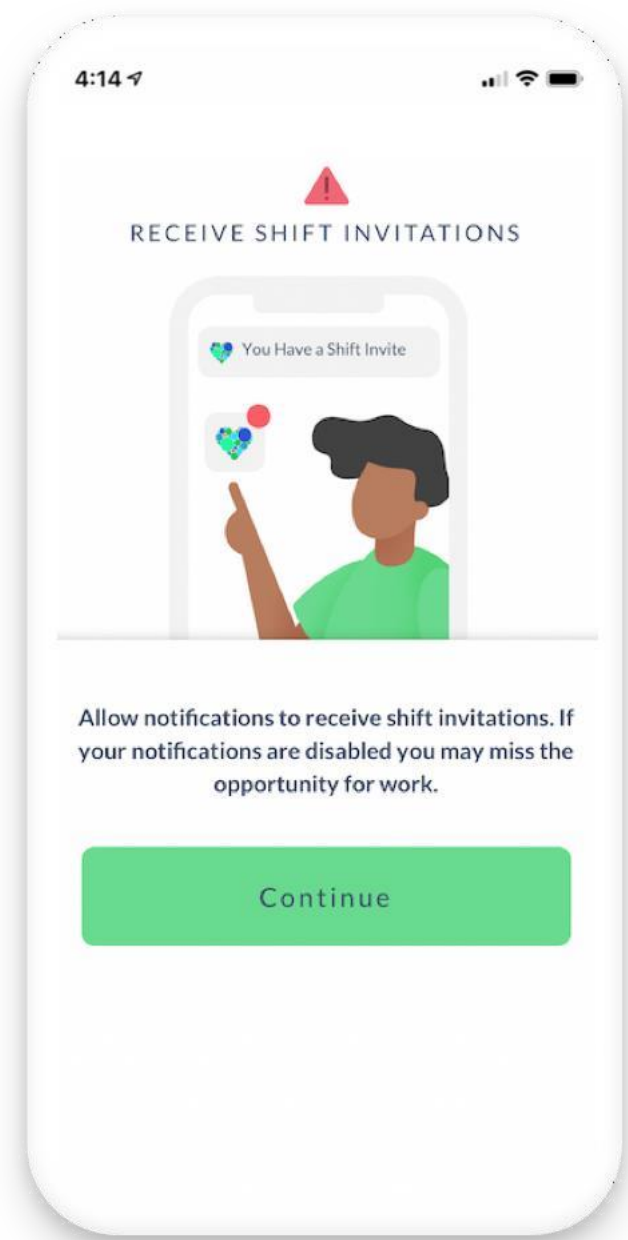 4:14
RECEIVE SHIFT INVITATIONS
You Have a Shift Invite
Allow notifications to receive shift invitations. If
your notifications are disabled you may miss the
opportunity for work.
Continue